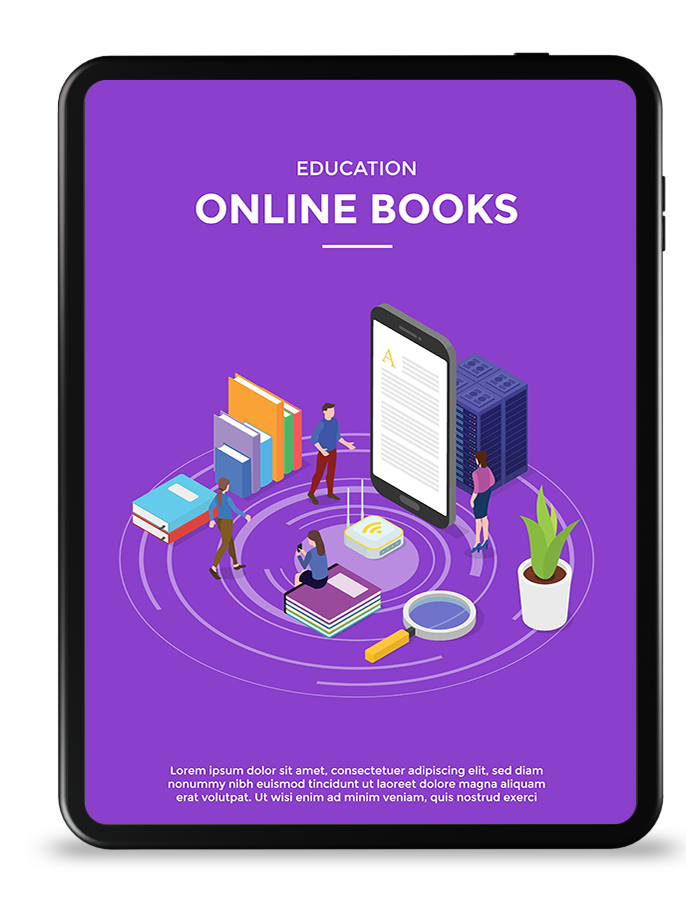 EDUCATION
ONLINE BOOKS
A
Lorem ipsum dolor sit amet, consectetuer adipiscing elit, sed diam
nonummy nibh euismod tincidunt ut laoreet dolore magna aliquam
erat volutpat. Ut wisi enim ad minim veniam, quis nostrud exerci